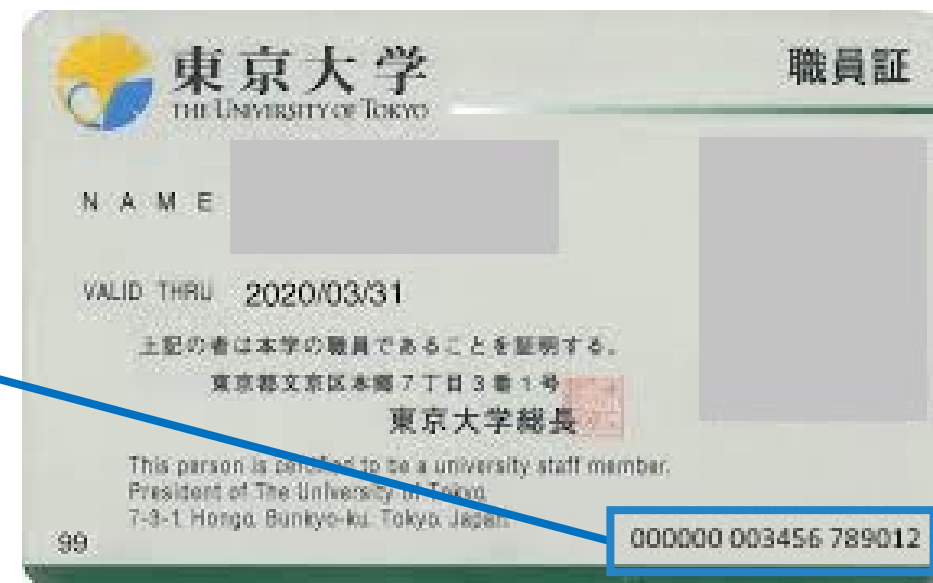 東京大学
THE UNIVERSITY OF TOKYO
職員証
NAME
VALID THRU 2020/03/31
上記の者は本学の職員であることを証明する。
東京都文京区本郷7丁目3番1号
東京大学総長
This person is certified to be a university staff member.
President of The University of Tokyo
7-3-1 Hongo, Bunkyo-ku, Tokyo, Japan
99
000000 003456 789012